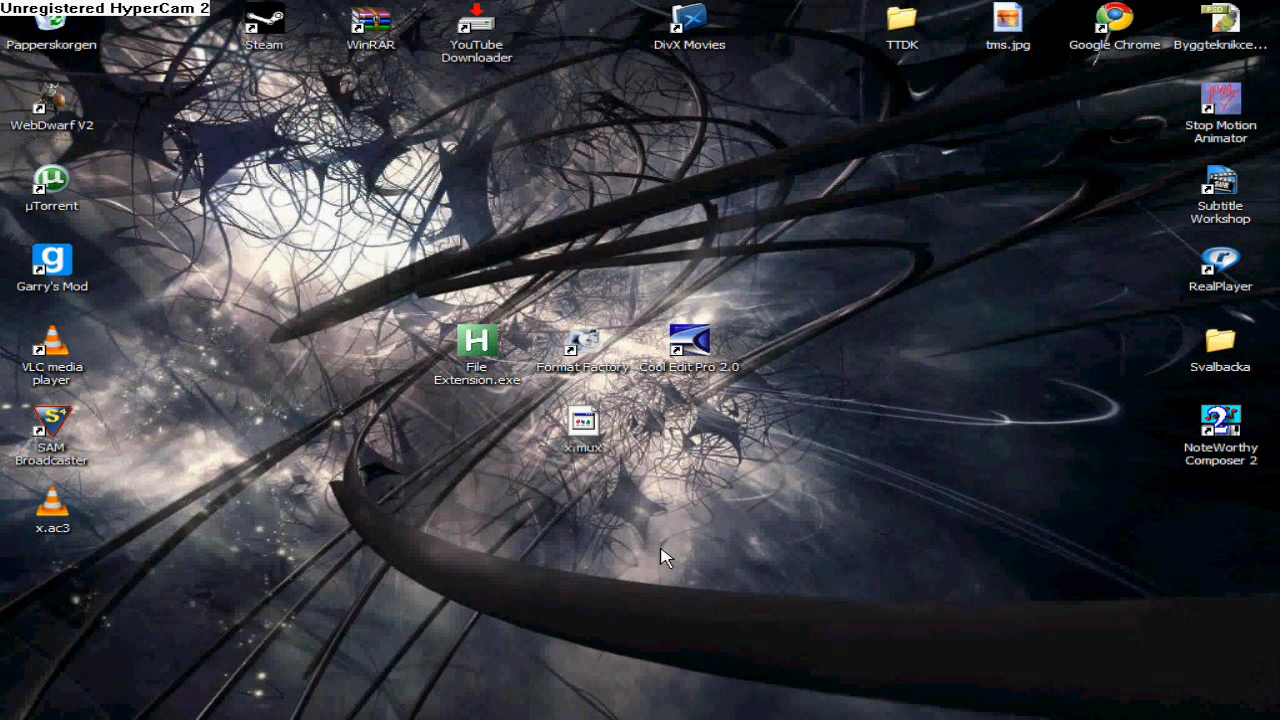 Unregistered HyperCam 2
Papperskorgen
Steam
WinRAR
YouTube
Downloader
DivX Movies
TTDK
tms.jpg
Google Chrome
Byggteknikce...
WebDwarf V2
Stop Motion
Animator
µTorrent
Subtitle
Workshop
Garry's Mod
RealPlayer
VLC media
player
File
Extension.exe
Format Factory
Cool Edit Pro 2.0
Svalbacka
x.mux
SAM
Broadcaster
NoteWorthy
Composer 2
x.ac3